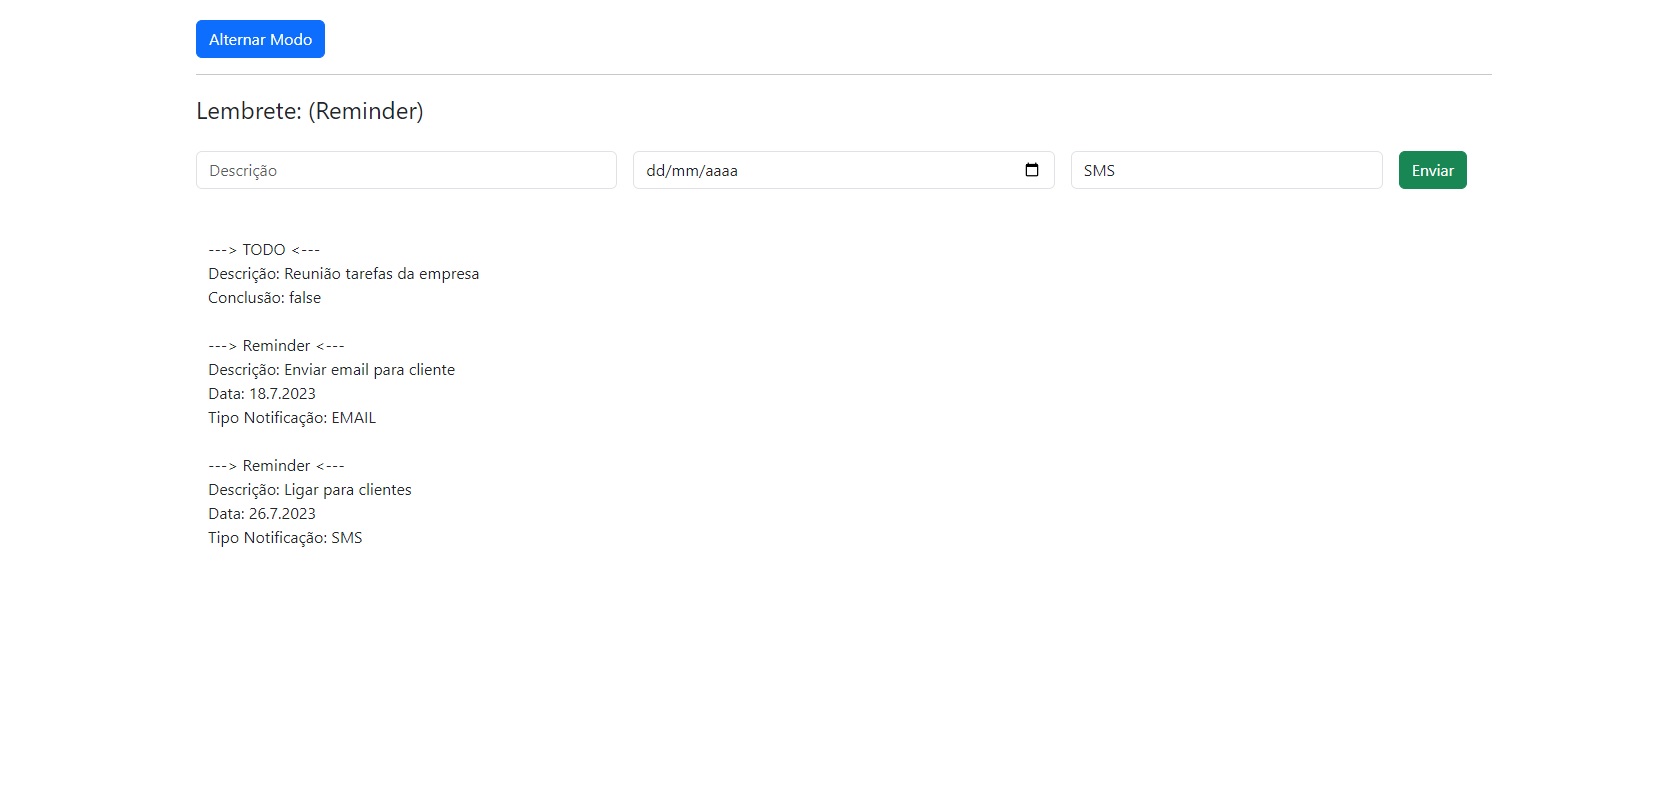 Alternar Modo
Lembrete: (Reminder)
Descrição dd/mm/aaaa SMS Enviar
---> TODO <---
Descrição: Reunião tarefas da empresa
Conclusão: false
---> Reminder <---
Descrição: Enviar email para cliente
Data: 18.7.2023
Tipo Notificação: EMAIL
---> Reminder <---
Descrição: Ligar para clientes
Data: 26.7.2023
Tipo Notificação: SMS